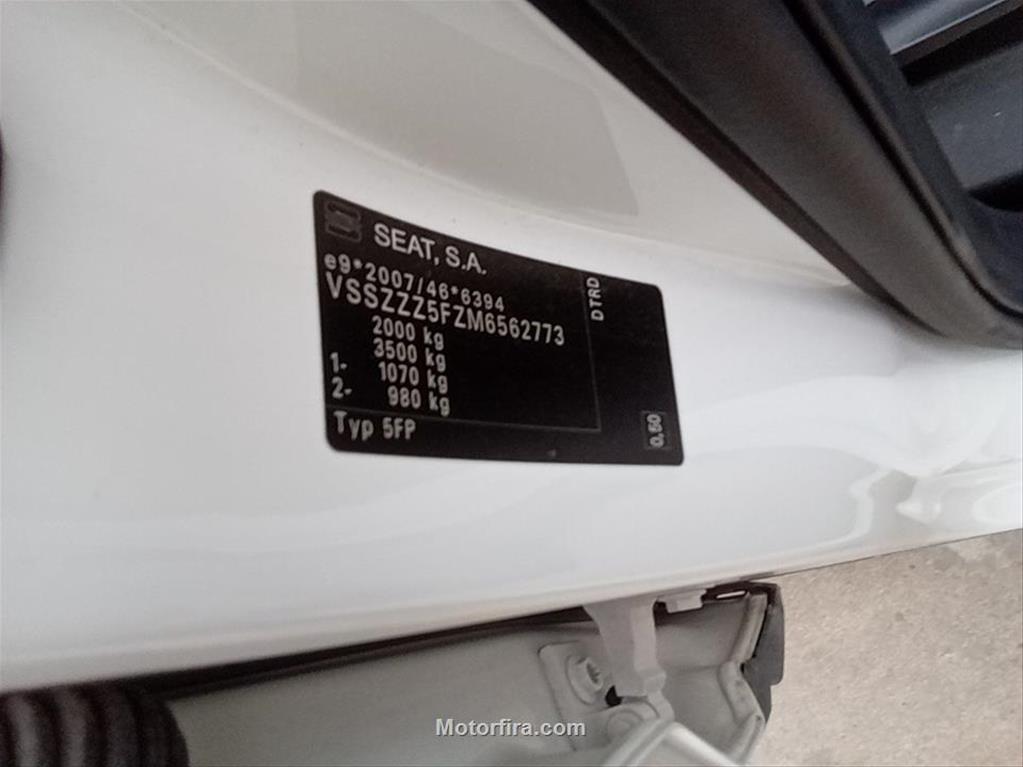 SEAT, S.A.
e9*2007/46*6394
VSSZZZ5FZM6562773
2000 kg
3500 kg
1- 1070 kg
2- 980 kg
Typ 5FP
DTRD
0,50
Motorfira.com